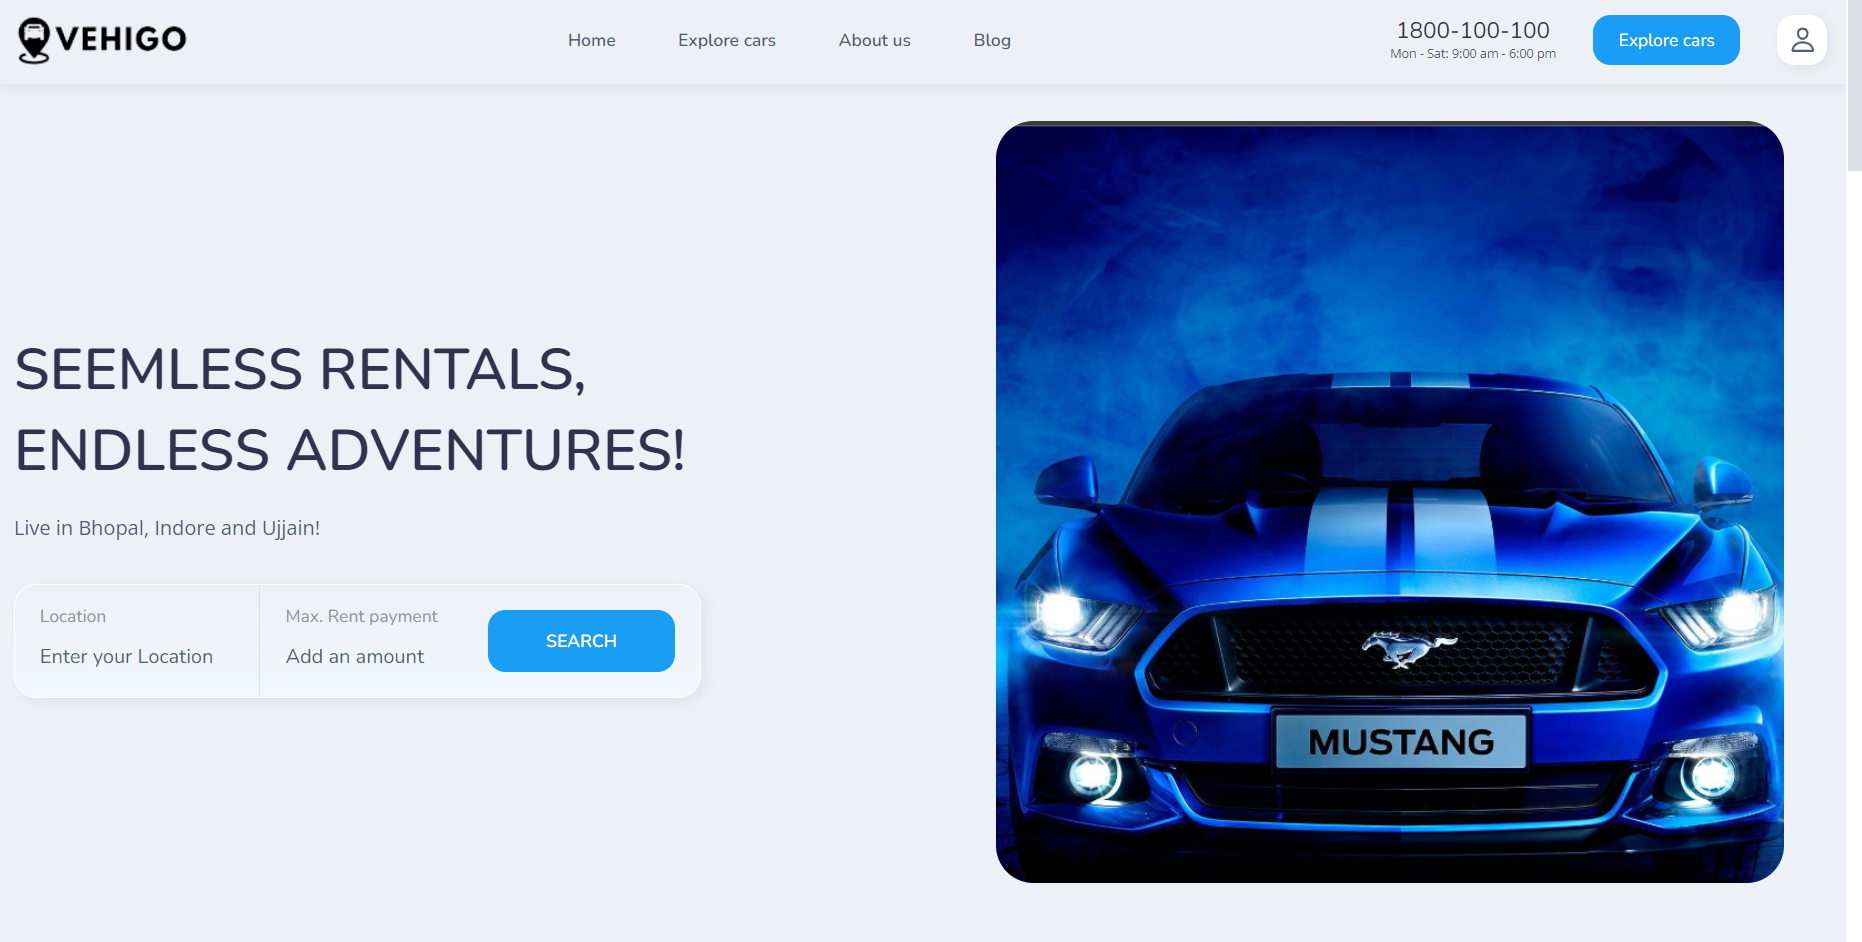 VEHIGO
Home
Explore cars
About us
Blog
1800-100-100
Mon - Sat: 9:00 am - 6:00 pm
Explore cars
SEEMLESS RENTALS,
ENDLESS ADVENTURES!
Live in Bhopal, Indore and Ujjain!
Location
Enter your Location
Max. Rent payment
Add an amount
SEARCH
MUSTANG